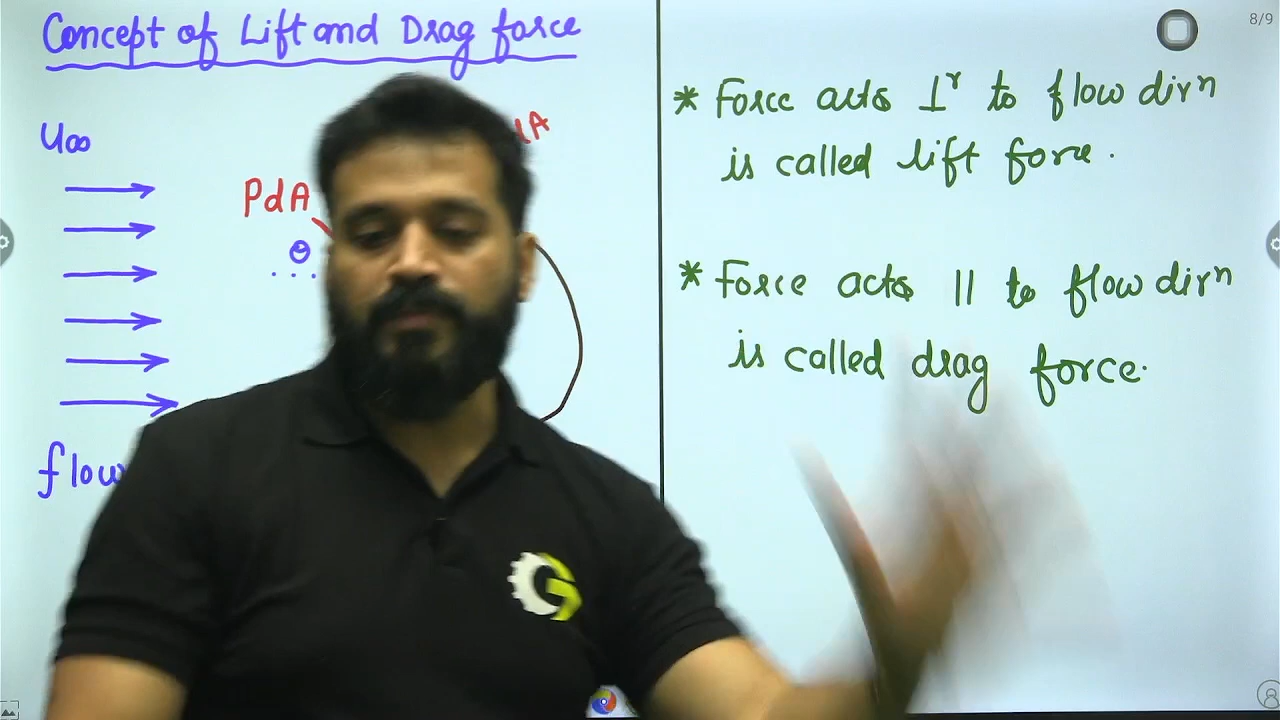 Concept of Lift and Drag force
U∞
PdA
dA
θ
flow
8/9
* Force acts ⊥ʳ to flow dirⁿ
is called lift force.
* Force acts || to flow dirⁿ
is called drag force.